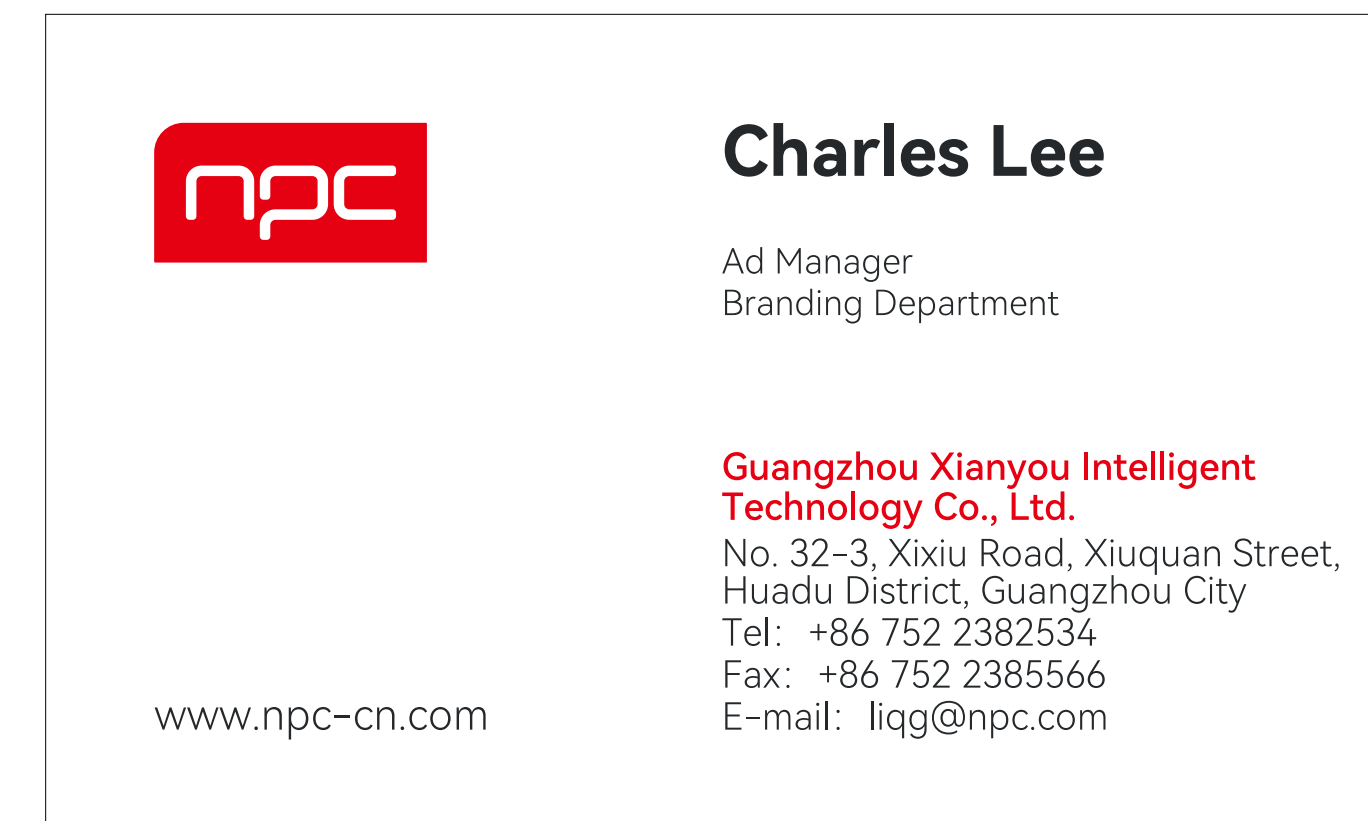 npc
Charles Lee
Ad Manager
Branding Department
Guangzhou Xianyou Intelligent
Technology Co., Ltd.
No. 32-3, Xixiu Road, Xiuquan Street,
Huadu District, Guangzhou City
Tel: +86 752 2382534
Fax: +86 752 2385566
E-mail: liqg@npc.com
www.npc-cn.com